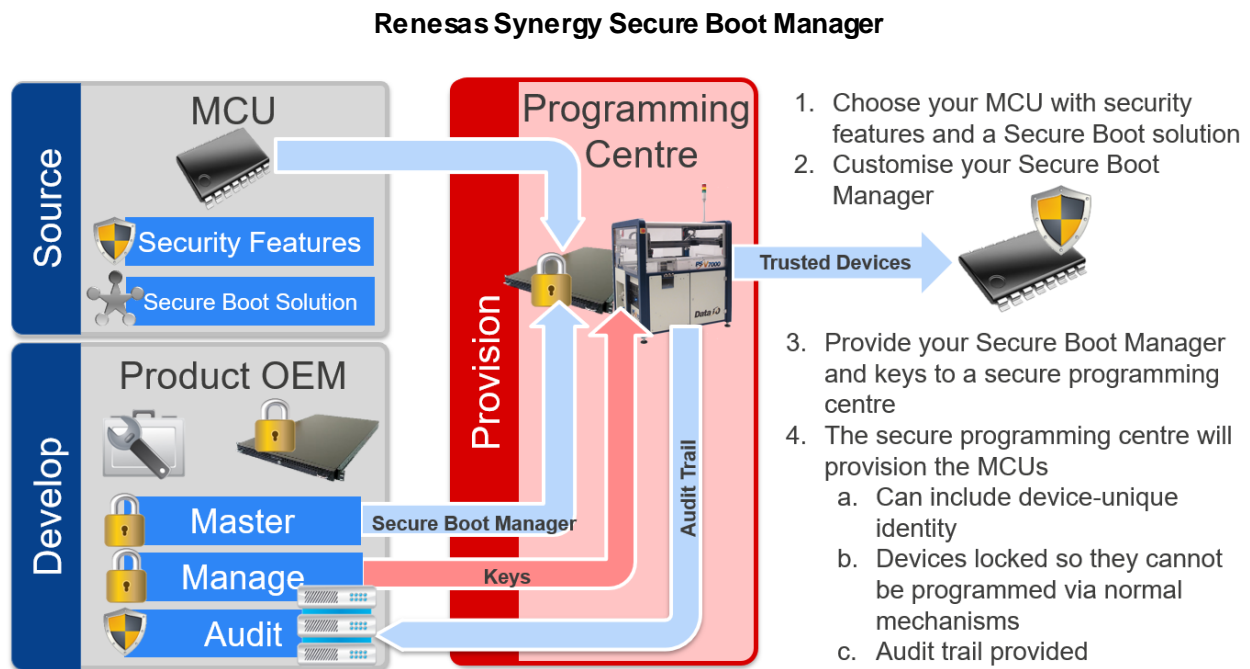 Renesas Synergy Secure Boot Manager
Source
MCU
Security Features
Secure Boot Solution
Develop
Product OEM
Master
Manage
Audit
Provision
Programming
Centre
Secure Boot Manager
Keys
Audit Trail
PSV7000
Data I/O
Trusted Devices
1. Choose your MCU with security
features and a Secure Boot solution
2. Customise your Secure Boot
Manager
3. Provide your Secure Boot Manager
and keys to a secure programming
centre
4. The secure programming centre will
provision the MCUs
a. Can include device-unique
identity
b. Devices locked so they cannot
be programmed via normal
mechanisms
c. Audit trail provided